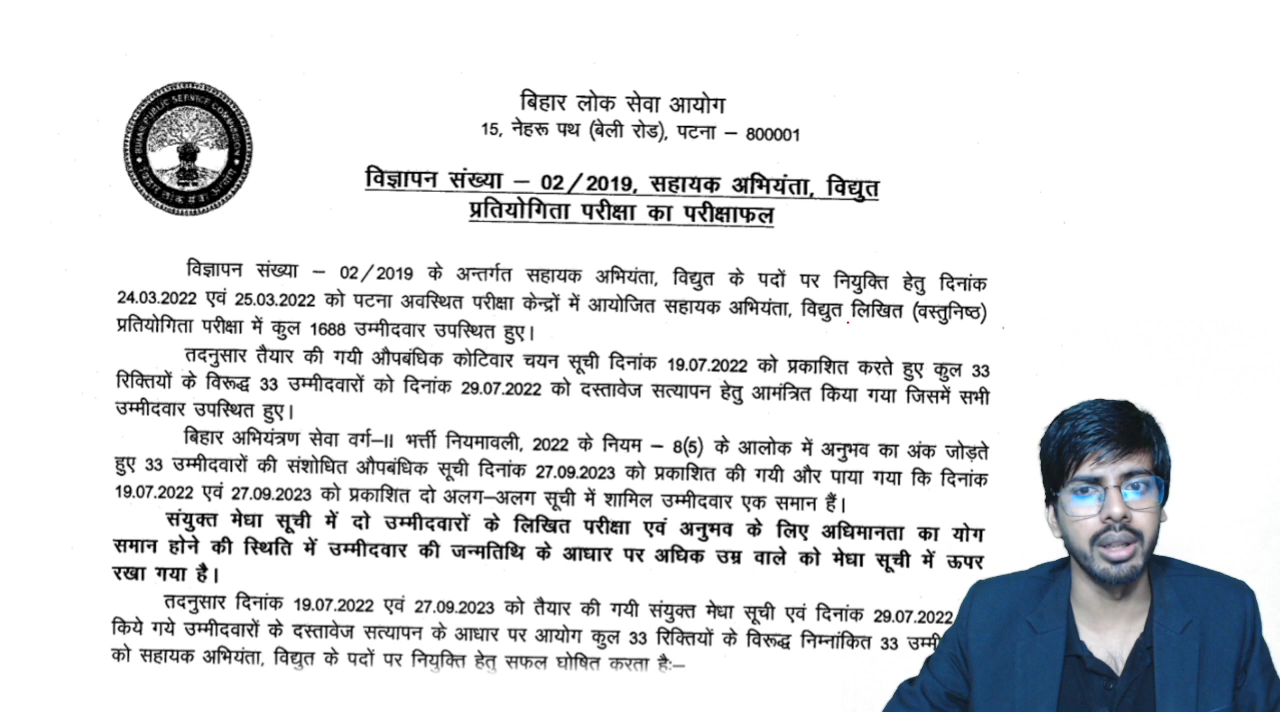 BIHAR PUBLIC SERVICE COMMISSION
बिहार लोक सेवा आयोग
15, नेहरू पथ (बेली रोड), पटना – 800001
विज्ञापन संख्या – 02/2019, सहायक अभियंता, विद्युत
प्रतियोगिता परीक्षा का परीक्षाफल
विज्ञापन संख्या – 02/2019 के अन्तर्गत सहायक अभियंता, विद्युत के पदों पर नियुक्ति हेतु दिनांक
24.03.2022 एवं 25.03.2022 को पटना अवस्थित परीक्षा केन्द्रों में आयोजित सहायक अभियंता, विद्युत लिखित (वस्तुनिष्ठ)
प्रतियोगिता परीक्षा में कुल 1688 उम्मीदवार उपस्थित हुए।
तदनुसार तैयार की गयी औपबंधिक कोटिवार चयन सूची दिनांक 19.07.2022 को प्रकाशित करते हुए कुल 33
रिक्तियों के विरूद्ध 33 उम्मीदवारों को दिनांक 29.07.2022 को दस्तावेज सत्यापन हेतु आमंत्रित किया गया जिसमें सभी
उम्मीदवार उपस्थित हुए।
बिहार अभियंत्रण सेवा वर्ग–II भर्त्ती नियमावली, 2022 के नियम – 8(5) के आलोक में अनुभव का अंक जोड़ते
हुए 33 उम्मीदवारों की संशोधित औपबंधिक सूची दिनांक 27.09.2023 को प्रकाशित की गयी और पाया गया कि दिनांक
19.07.2022 एवं 27.09.2023 को प्रकाशित दो अलग–अलग सूची में शामिल उम्मीदवार एक समान हैं।
संयुक्त मेधा सूची में दो उम्मीदवारों के लिखित परीक्षा एवं अनुभव के लिए अधिमानता का योग
समान होने की स्थिति में उम्मीदवार की जन्मतिथि के आधार पर अधिक उम्र वाले को मेधा सूची में ऊपर
रखा गया है।
तदनुसार दिनांक 19.07.2022 एवं 27.09.2023 को तैयार की गयी संयुक्त मेधा सूची एवं दिनांक 29.07.2022
किये गये उम्मीदवारों के दस्तावेज सत्यापन के आधार पर आयोग कुल 33 रिक्तियों के विरूद्ध निम्नांकित 33
को सहायक अभियंता, विद्युत के पदों पर नियुक्ति हेतु सफल घोषित करता है:–